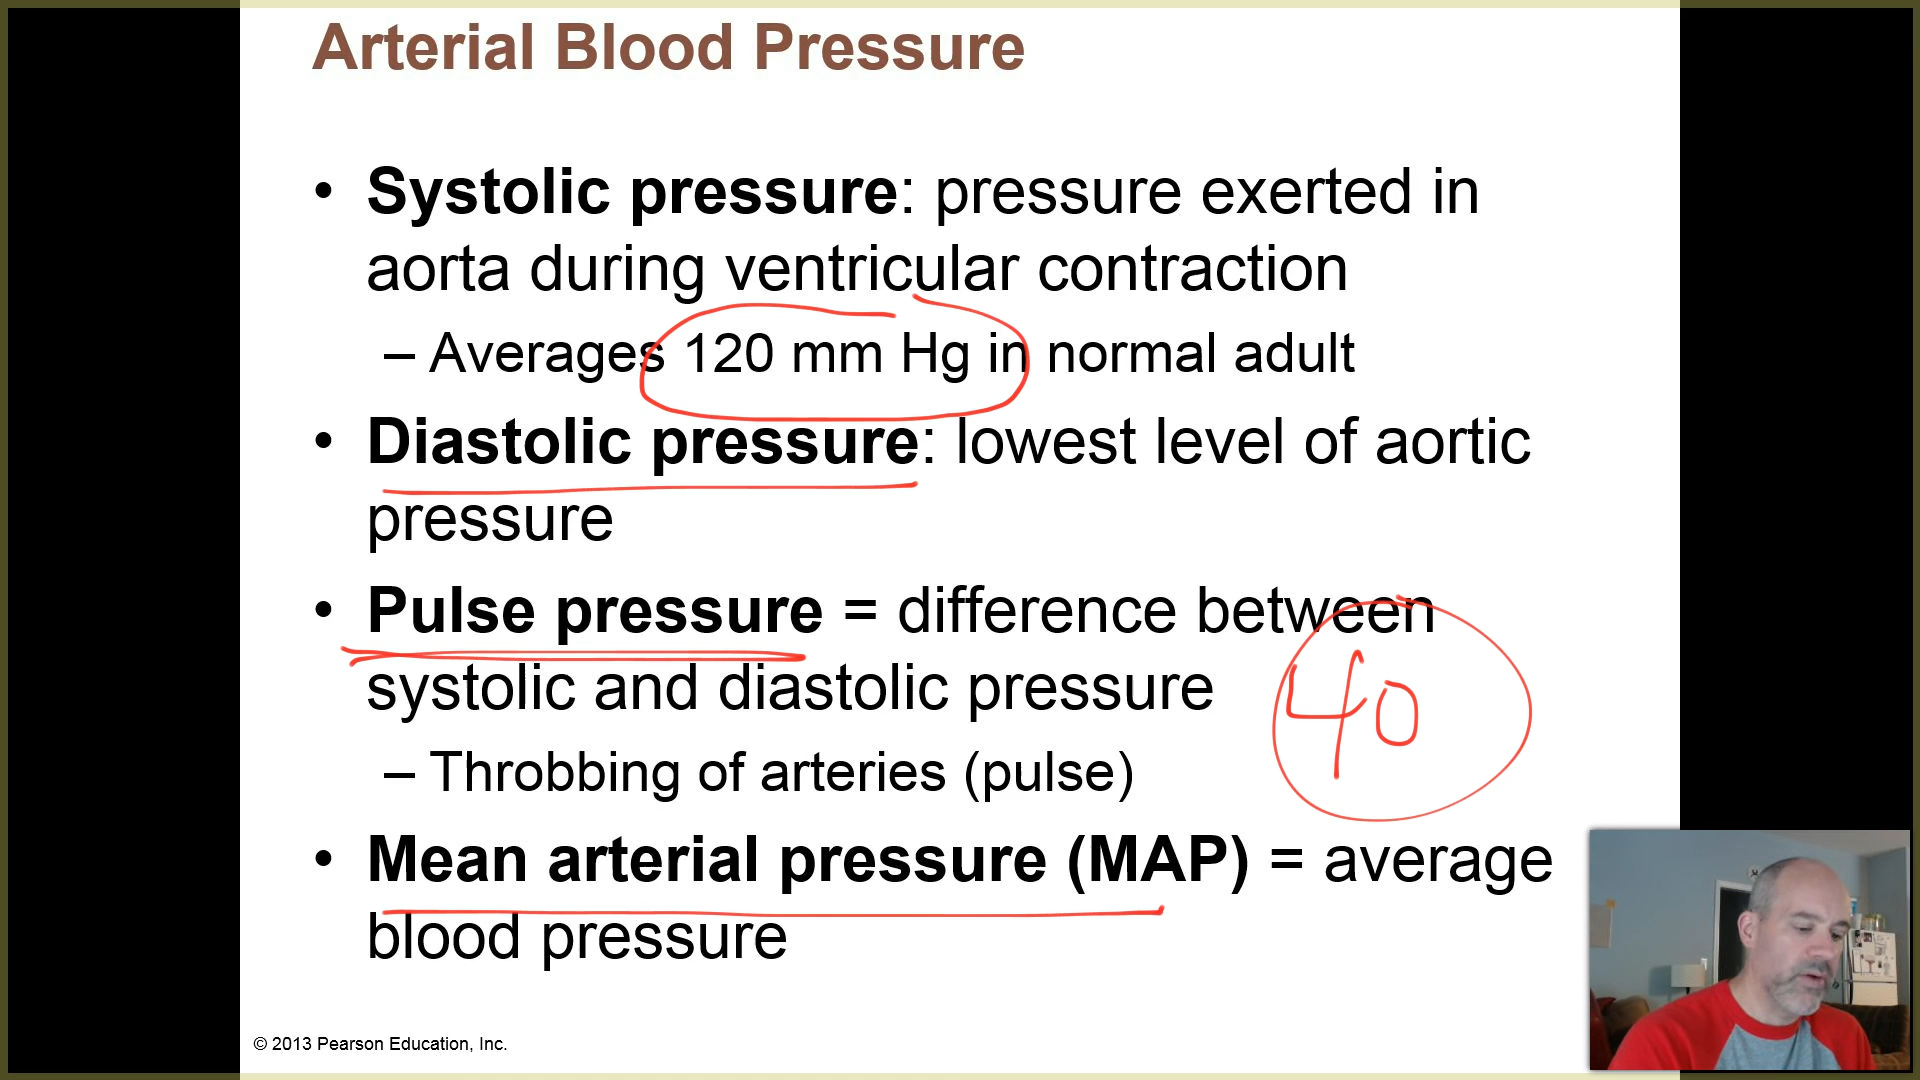 Arterial Blood Pressure
• Systolic pressure: pressure exerted in
aorta during ventricular contraction
– Averages 120 mm Hg in normal adult
• Diastolic pressure: lowest level of aortic
pressure
• Pulse pressure = difference between
systolic and diastolic pressure
40
– Throbbing of arteries (pulse)
• Mean arterial pressure (MAP) = average
blood pressure
© 2013 Pearson Education, Inc.